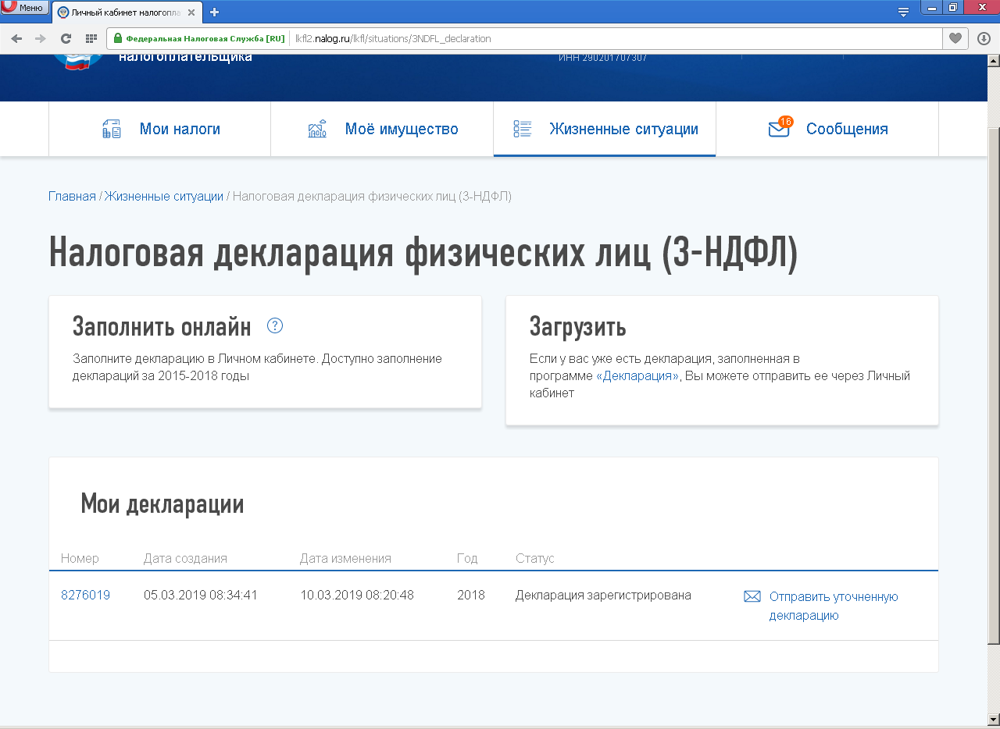 Меню
Личный кабинет налогопла
Федеральная Налоговая Служба [RU]
lkfl2.nalog.ru/lkfl/situations/3NDFL_declaration
налогоплательщика
ИНН 290201707307
Мои налоги
Моё имущество
Жизненные ситуации
16
Сообщения
Главная / Жизненные ситуации / Налоговая декларация физических лиц (3-НДФЛ)
Налоговая декларация физических лиц (3-НДФЛ)
Заполнить онлайн ?
Заполните декларацию в Личном кабинете. Доступно заполнение
деклараций за 2015-2018 годы
Загрузить
Если у вас уже есть декларация, заполненная в
программе «Декларация», Вы можете отправить ее через Личный
кабинет
Мои декларации
Номер Дата создания Дата изменения Год Статус
8276019 05.03.2019 08:34:41 10.03.2019 08:20:48 2018 Декларация зарегистрирована Отправить уточненную
декларацию